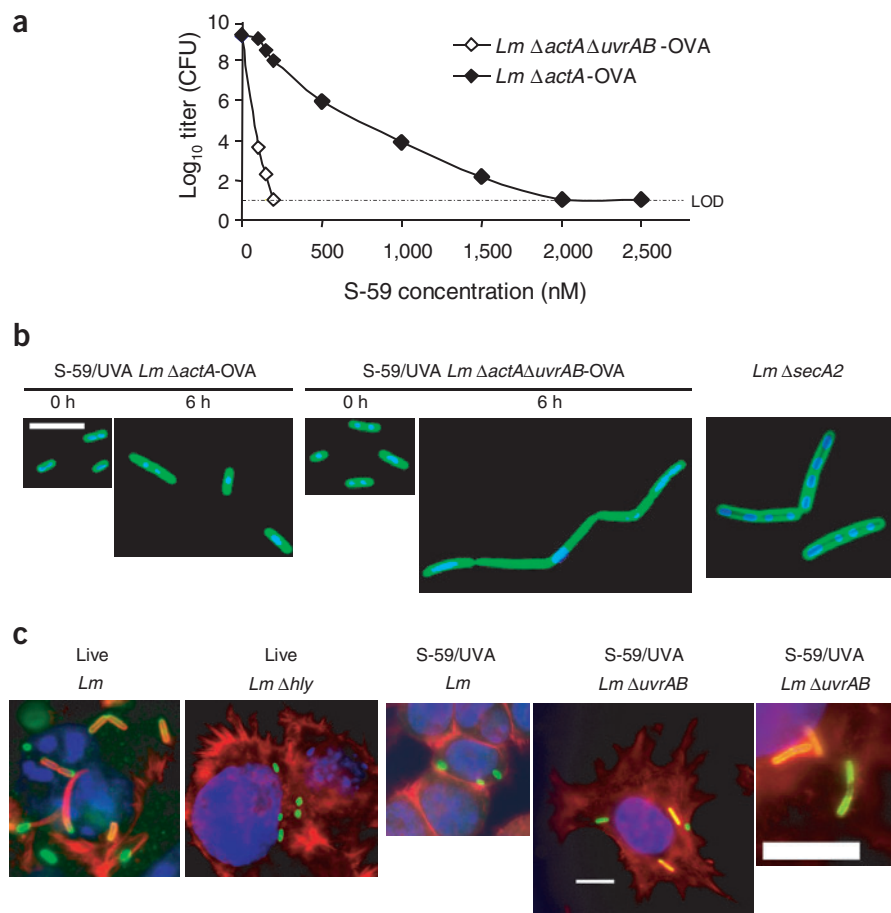 a
Log10 titer (CFU)
10
8
6
4
2
0
Lm ΔactAΔuvrAB -OVA
Lm ΔactA-OVA
LOD
0 500 1,000 1,500 2,000 2,500
S-59 concentration (nM)
b
S-59/UVA Lm ΔactA-OVA
0 h 6 h
S-59/UVA Lm ΔactAΔuvrAB-OVA
0 h 6 h
Lm ΔsecA2
c
Live
Lm
Live
Lm Δhly
S-59/UVA
Lm
S-59/UVA
Lm ΔuvrAB
S-59/UVA
Lm ΔuvrAB